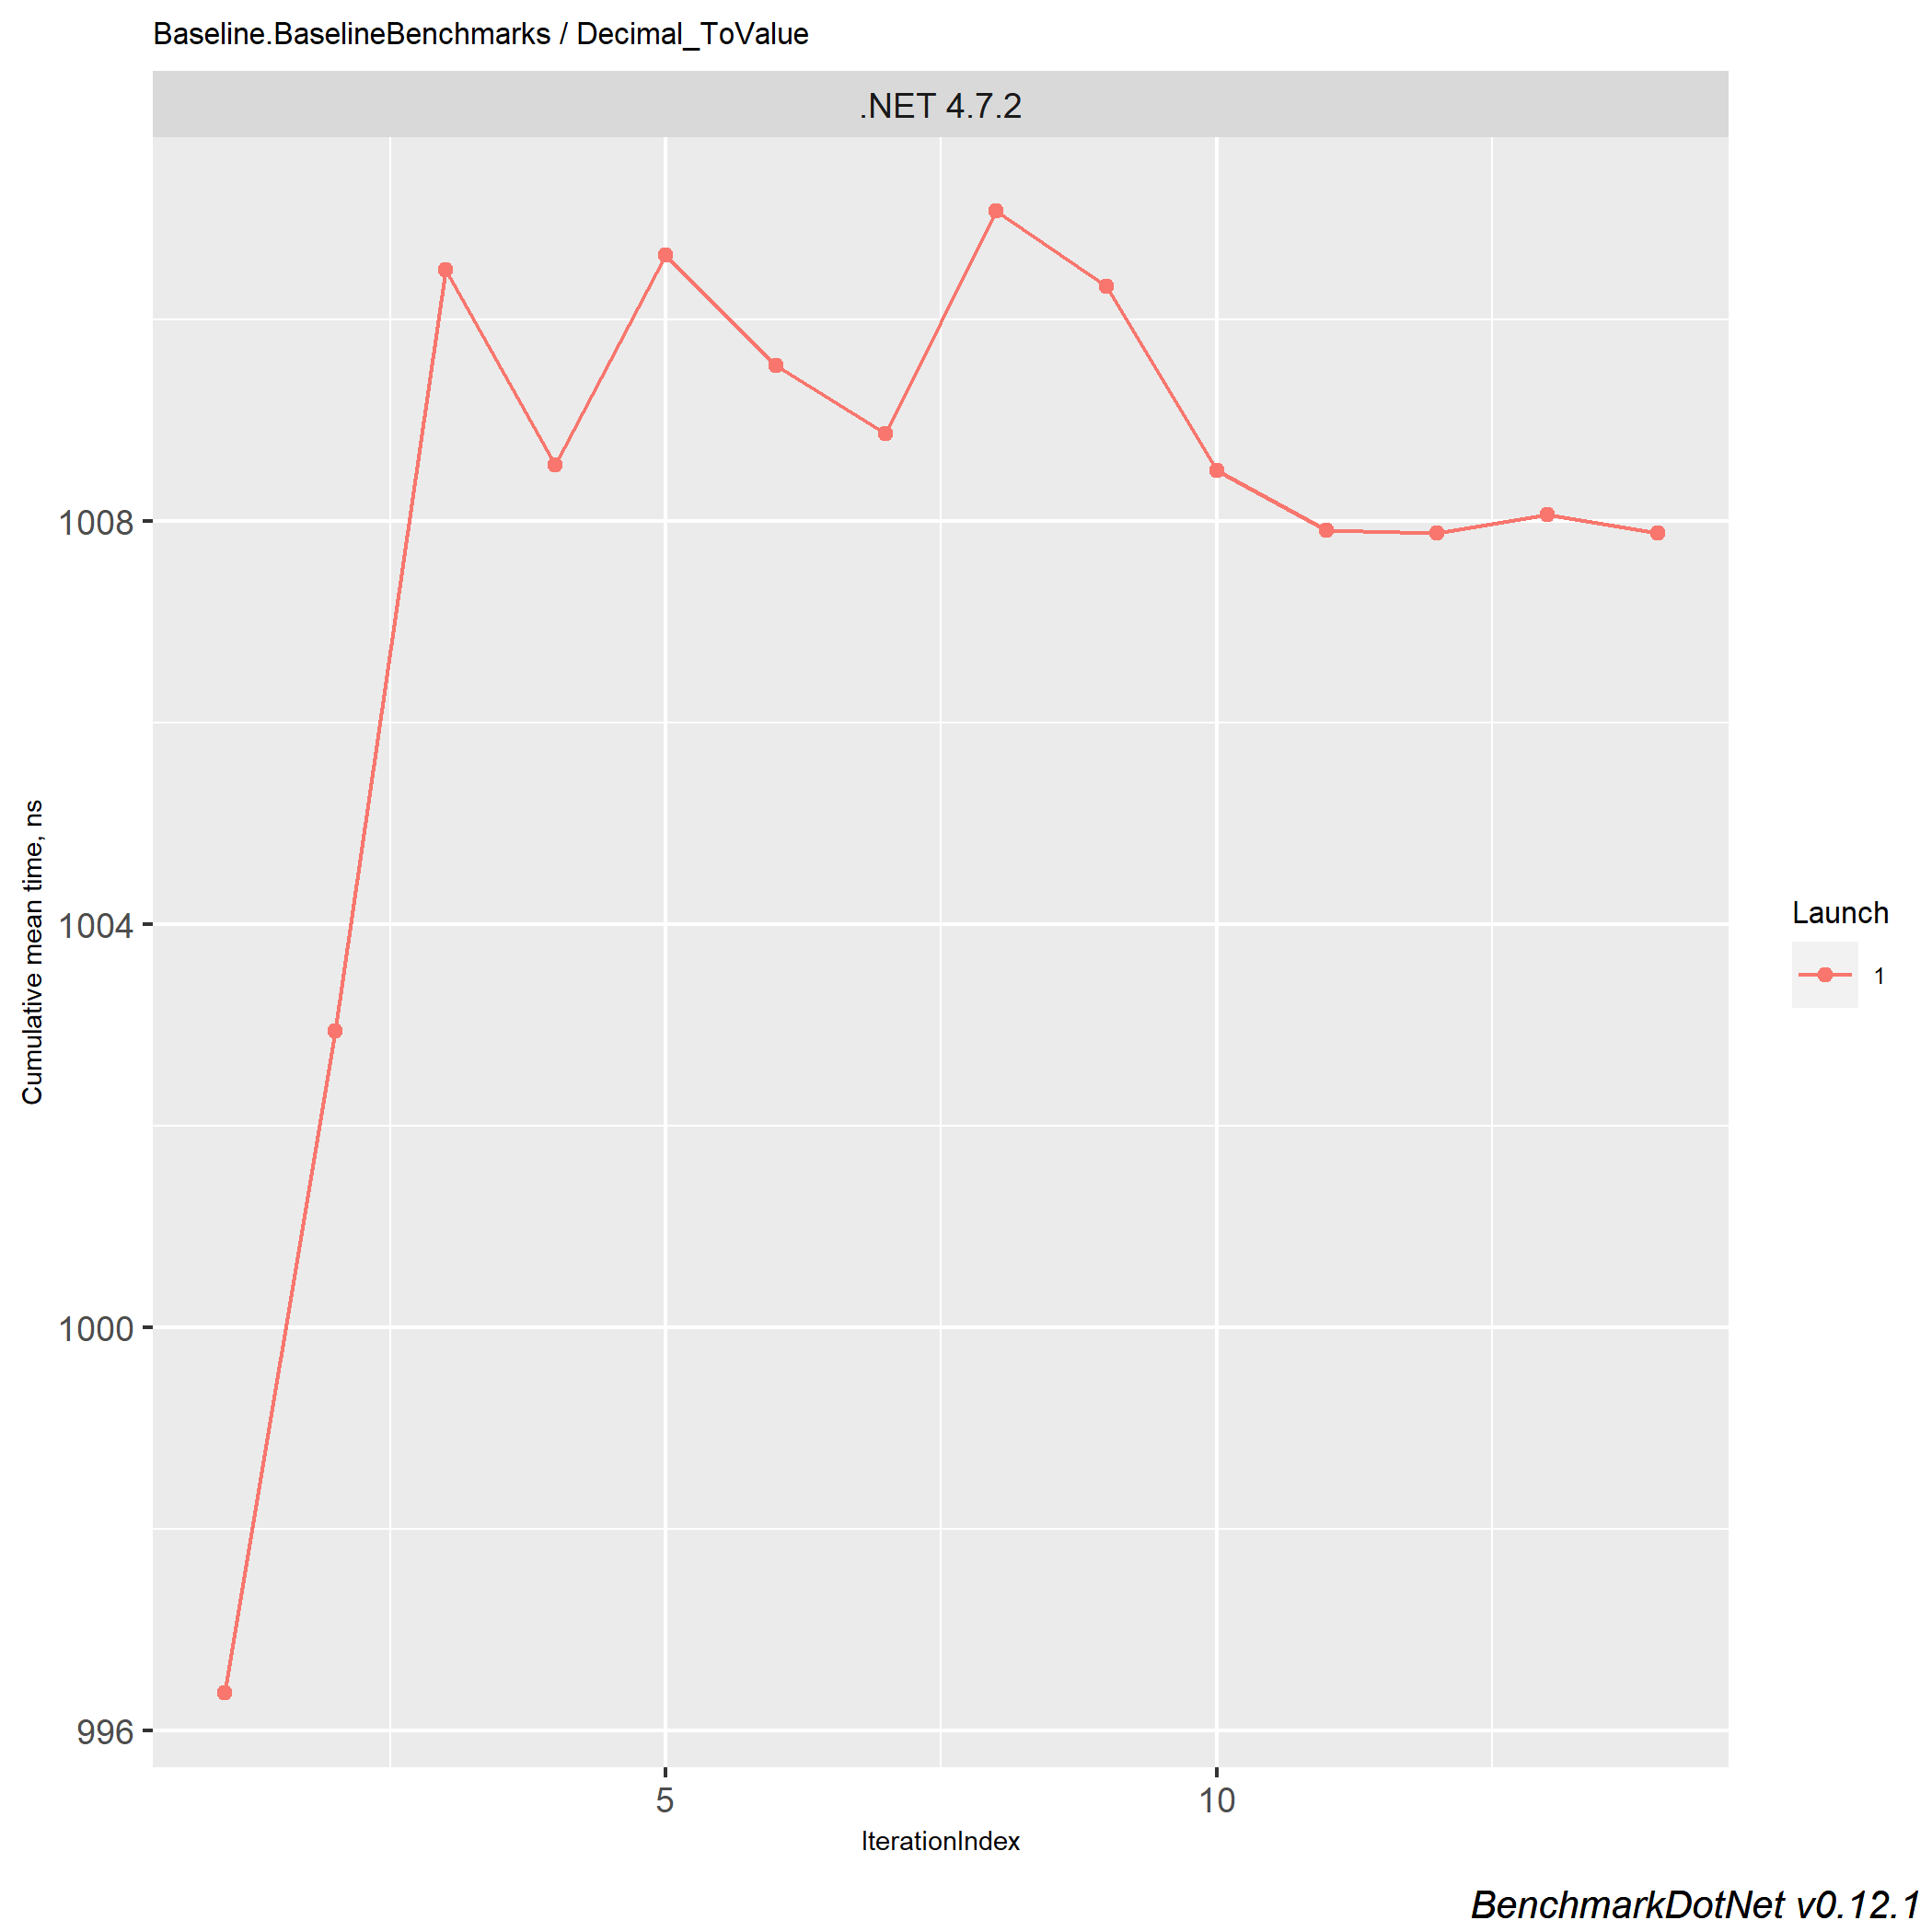 Baseline.BaselineBenchmarks / Decimal_ToValue
.NET 4.7.2
1008
1004
1000
996
Cumulative mean time, ns
5
10
IterationIndex
Launch
1
BenchmarkDotNet v0.12.1